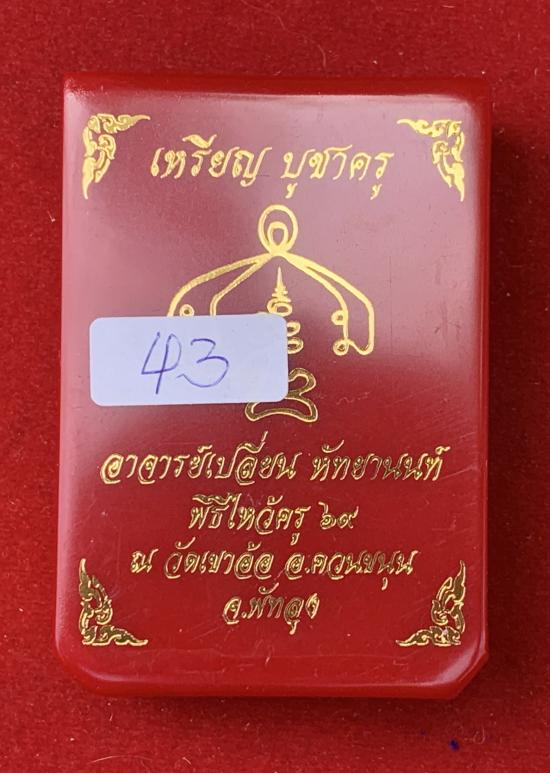 เหรียญ บูชาครู
43
อาจารย์เปลี่ยน หัทยานนท์
พิธีไหว้ครู ๖๙
ณ วัดเขาอ้อ อ.ควนขนุน
จ.พัทลุง